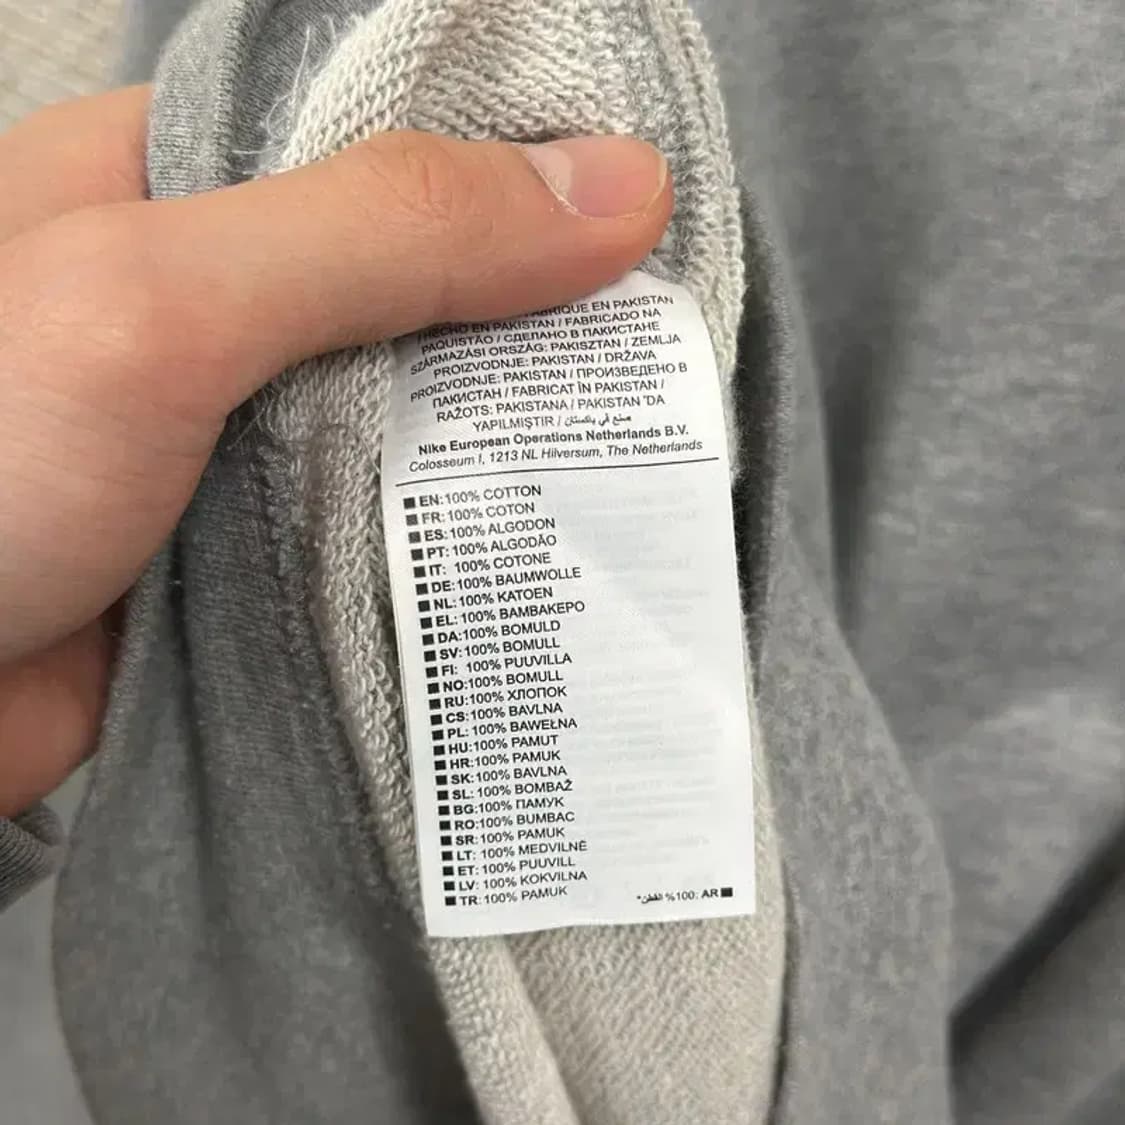 FABRIQUE EN PAKISTAN
/ HECHO EN PAKISTAN / FABRICADO NA
PAQUISTÃO / СДЕЛАНО В ПАКИСТАНЕ
SZÁRMAZÁSI ORSZÁG: PAKISZTAN / ZEMLJA
PROIZVODNJE: PAKISTAN / DRŽAVA
PROIZVODNJE: PAKISTAN / ПРОИЗВЕДЕНО В
ПАКИСТАН / FABRICAT ÎN PAKISTAN /
RAŽOTS: PAKISTANA / PAKISTAN 'DA
YAPILMIŞTIR / صنع في باكستان
Nike European Operations Netherlands B.V.
Colosseum I, 1213 NL Hilversum, The Netherlands
EN:100% COTTON
FR:100% COTON
ES:100% ALGODON
PT:100% ALGODÃO
IT: 100% COTONE
DE:100% BAUMWOLLE
NL:100% KATOEN
EL:100% ΒΑΜΒΑΚΕΡΟ
DA:100% BOMULD
SV:100% BOMULL
FI: 100% PUUVILLA
NO:100% BOMULL
RU:100% ХЛОПОК
CS:100% BAVLNA
PL:100% BAWEŁNA
HU:100% PAMUT
HR:100% PAMUK
SK:100% BAVLNA
SL:100% BOMBAŽ
BG:100% ПАМУК
RO:100% BUMBAC
SR:100% PAMUK
LT: 100% MEDVILNĖ
ET:100% PUUVILL
LV:100% KOKVILNA
TR:100% PAMUK
AR :100% القطن*